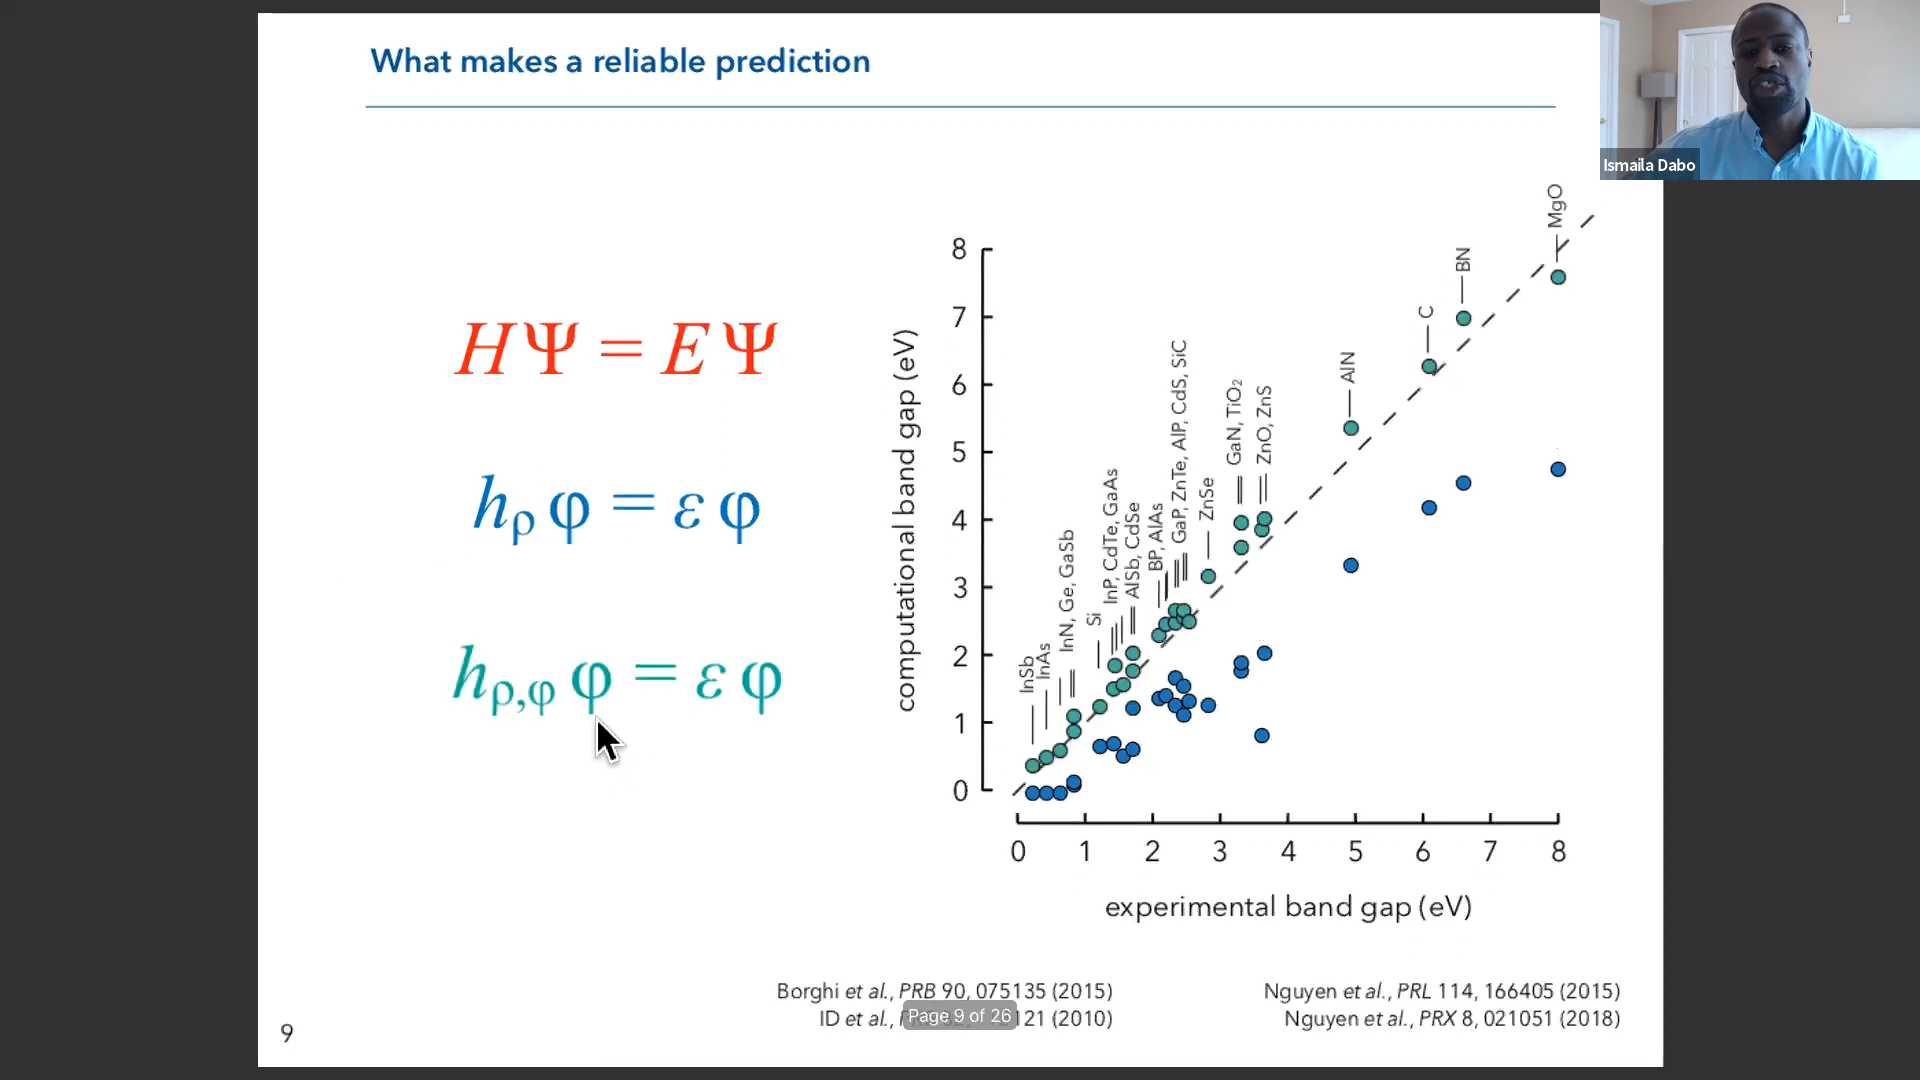 What makes a reliable prediction
Ismaila Dabo
HΨ = EΨ
hρ φ = ε φ
hρ,φ φ = ε φ
computational band gap (eV)
8
7
6
5
4
3
2
1
0
InSb
InAs
InN, Ge, GaSb
Si
InP, CdTe, GaAs
AlSb, CdSe
BP, AlAs
GaP, ZnTe, AlP, CdS, SiC
ZnSe
GaN, TiO₂
ZnO, ZnS
AlN
C
BN
MgO
0 1 2 3 4 5 6 7 8
experimental band gap (eV)
Borghi et al., PRB 90, 075135 (2015)
ID et al., 121 (2010)
Nguyen et al., PRL 114, 166405 (2015)
Nguyen et al., PRX 8, 021051 (2018)
Page 9 of 26
9